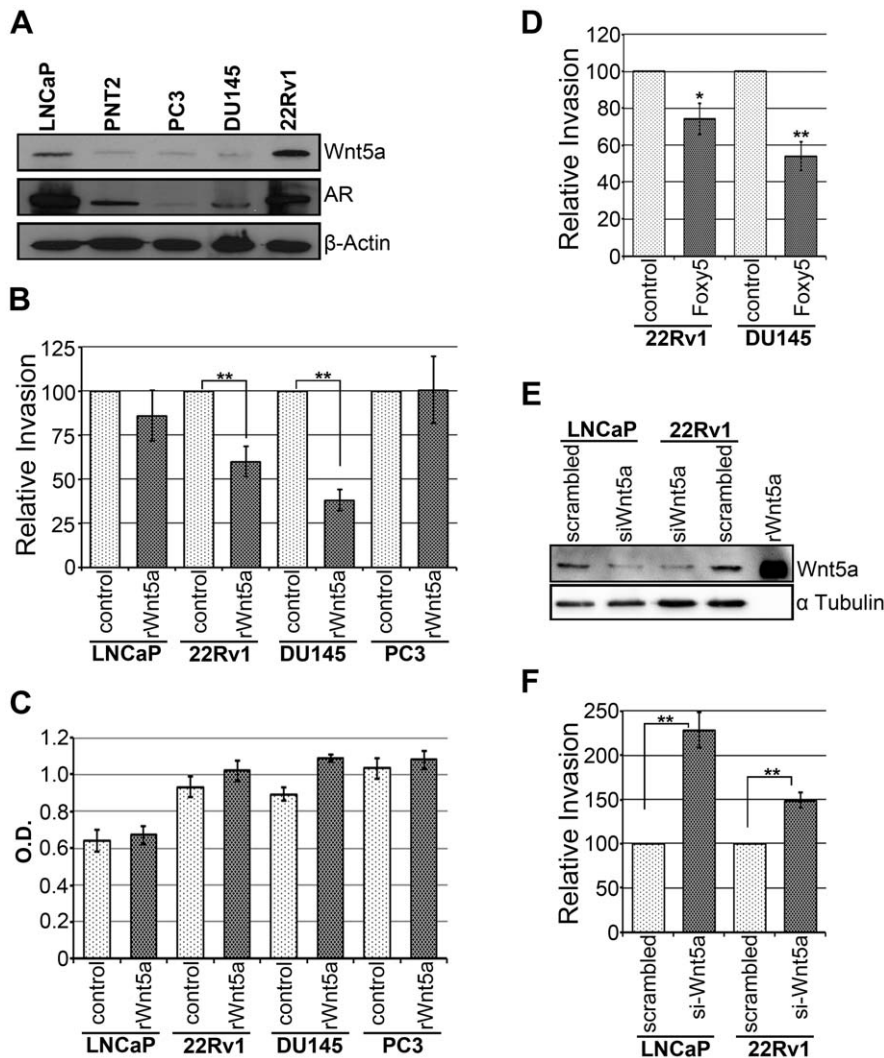 A
LNCaP
PNT2
PC3
DU145
22Rv1
Wnt5a
AR
β-Actin
B
Relative Invasion
125
100
75
50
25
0
** **
control rWnt5a control rWnt5a control rWnt5a control rWnt5a
LNCaP 22Rv1 DU145 PC3
C
O.D.
1.2
1.0
0.8
0.6
0.4
0.2
0
control rWnt5a control rWnt5a control rWnt5a control rWnt5a
LNCaP 22Rv1 DU145 PC3
D
Relative Invasion
120
100
80
60
40
20
0
* **
control Foxy5 control Foxy5
22Rv1 DU145
E
LNCaP 22Rv1
scrambled siWnt5a siWnt5a scrambled rWnt5a
Wnt5a
α Tubulin
F
Relative Invasion
250
200
150
100
50
0
** **
scrambled si-Wnt5a scrambled si-Wnt5a
LNCaP 22Rv1